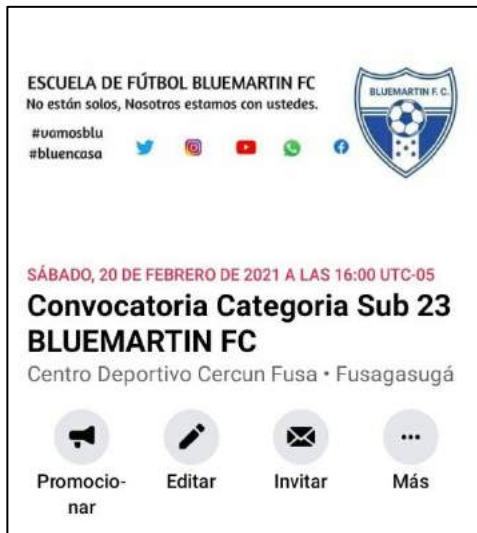 ESCUELA DE FÚTBOL BLUEMARTIN FC
No están solos, Nosotros estamos con ustedes.
#vamosblu
#bluencasa
BLUEMARTIN F. C.
SÁBADO, 20 DE FEBRERO DE 2021 A LAS 16:00 UTC-05
Convocatoria Categoria Sub 23
BLUEMARTIN FC
Centro Deportivo Cercun Fusa • Fusagasugá
Promocio-
nar
Editar
Invitar
Más